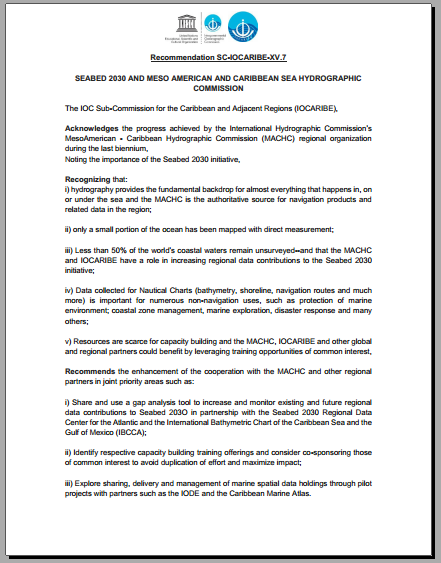 Recommendation SC-IOCARIBE-XV.7
SEABED 2030 AND MESO AMERICAN AND CARIBBEAN SEA HYDROGRAPHIC
COMMISSION
The IOC Sub-Commission for the Caribbean and Adjacent Regions (IOCARIBE),
Acknowledges the progress achieved by the International Hydrographic Commission's
MesoAmerican - Caribbean Hydrographic Commission (MACHC) regional organization
during the last biennium,
Noting the importance of the Seabed 2030 initiative,
Recognizing that:
i) hydrography provides the fundamental backdrop for almost everything that happens in, on
or under the sea and the MACHC is the authoritative source for navigation products and
related data in the region;
ii) only a small portion of the ocean has been mapped with direct measurement;
iii) Less than 50% of the world's coastal waters remain unsurveyed--and that the MACHC
and IOCARIBE have a role in increasing regional data contributions to the Seabed 2030
initiative;
iv) Data collected for Nautical Charts (bathymetry, shoreline, navigation routes and much
more) is important for numerous non-navigation uses, such as protection of marine
environment; coastal zone management, marine exploration, disaster response and many
others;
v) Resources are scarce for capacity building and the MACHC, IOCARIBE and other global
and regional partners could benefit by leveraging training opportunities of common interest,
Recommends the enhancement of the cooperation with the MACHC and other regional
partners in joint priority areas such as:
i) Share and use a gap analysis tool to increase and monitor existing and future regional
data contributions to Seabed 203O in partnership with the Seabed 2030 Regional Data
Center for the Atlantic and the International Bathymetric Chart of the Caribbean Sea and the
Gulf of Mexico (IBCCA);
ii) Identify respective capacity building training offerings and consider co-sponsoring those
of common interest to avoid duplication of effort and maximize impact;
iii) Explore sharing, delivery and management of marine spatial data holdings through pilot
projects with partners such as the IODE and the Caribbean Marine Atlas.